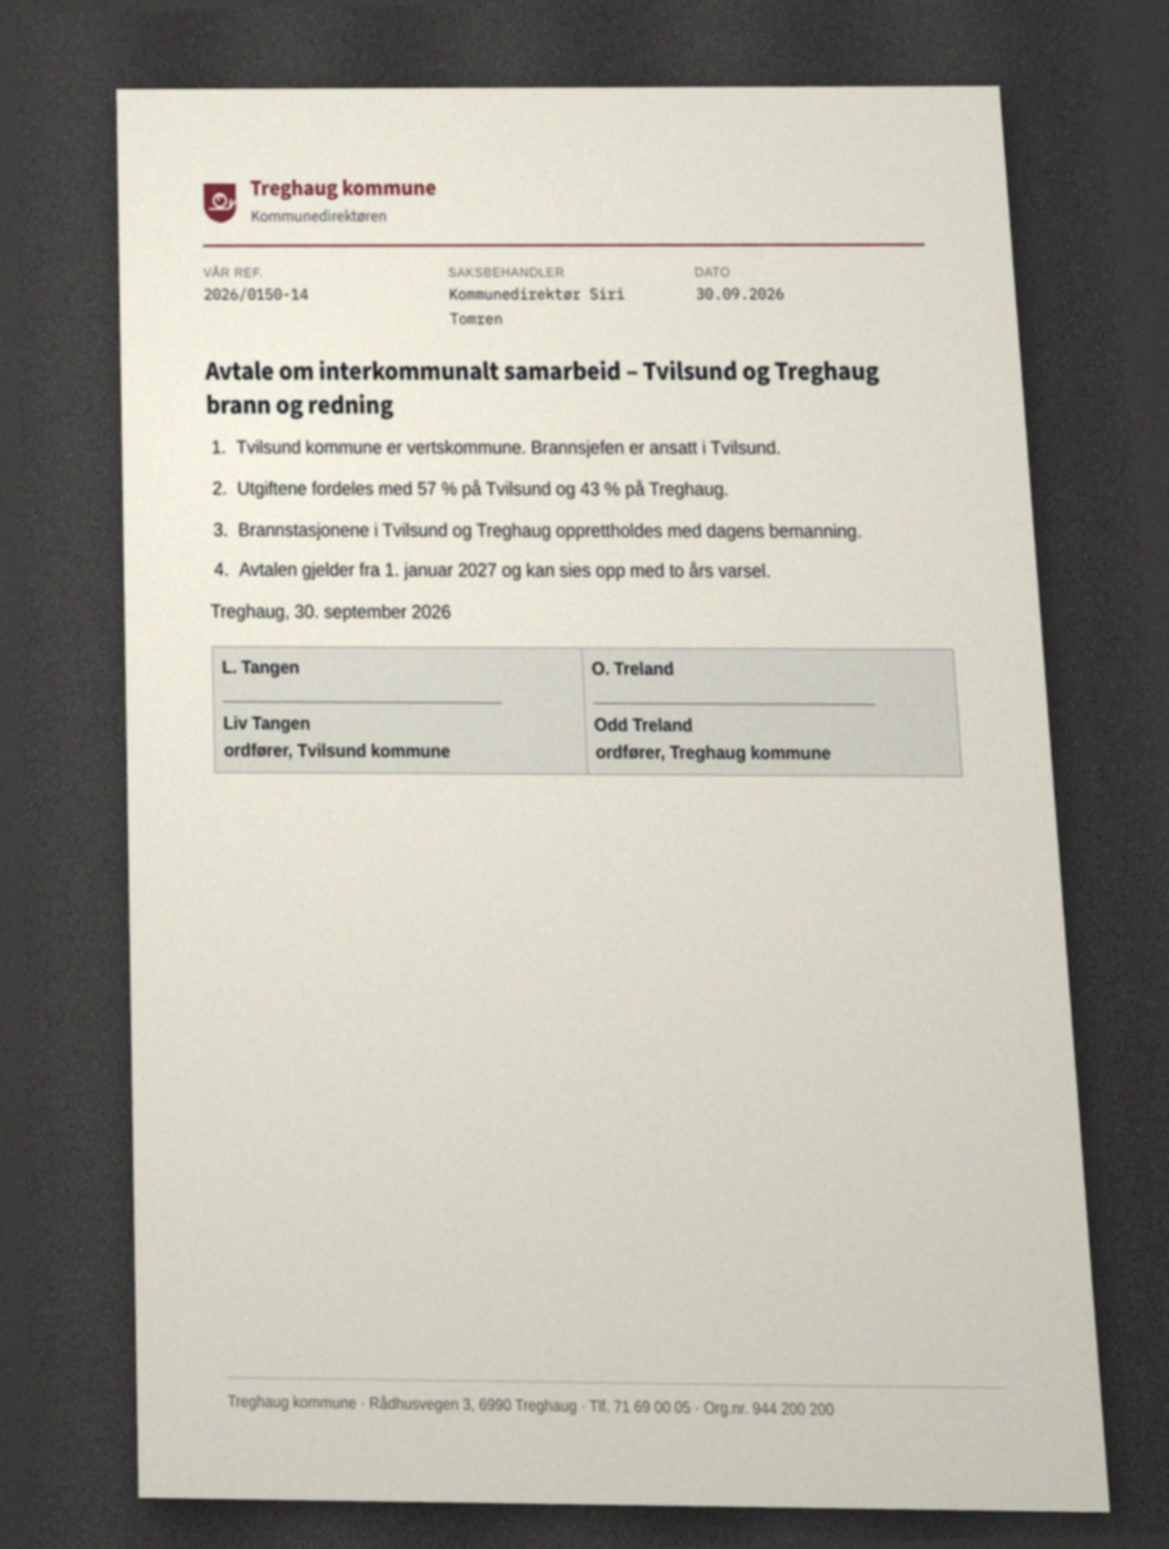 Treghaug kommune
Kommunedirektøren
VÅR REF. SAKSBEHANDLER DATO
2026/0150-14 Kommunedirektør Siri 30.09.2026
Tomren
Avtale om interkommunalt samarbeid – Tvilsund og Treghaug
brann og redning
1. Tvilsund kommune er vertskommune. Brannsjefen er ansatt i Tvilsund.
2. Utgiftene fordeles med 57 % på Tvilsund og 43 % på Treghaug.
3. Brannstasjonene i Tvilsund og Treghaug opprettholdes med dagens bemanning.
4. Avtalen gjelder fra 1. januar 2027 og kan sies opp med to års varsel.
Treghaug, 30. september 2026
L. Tangen O. Treland
Liv Tangen Odd Treland
ordfører, Tvilsund kommune ordfører, Treghaug kommune
Treghaug kommune · Rådhusvegen 3, 6990 Treghaug · Tlf. 71 69 00 05 · Org.nr. 944 200 200